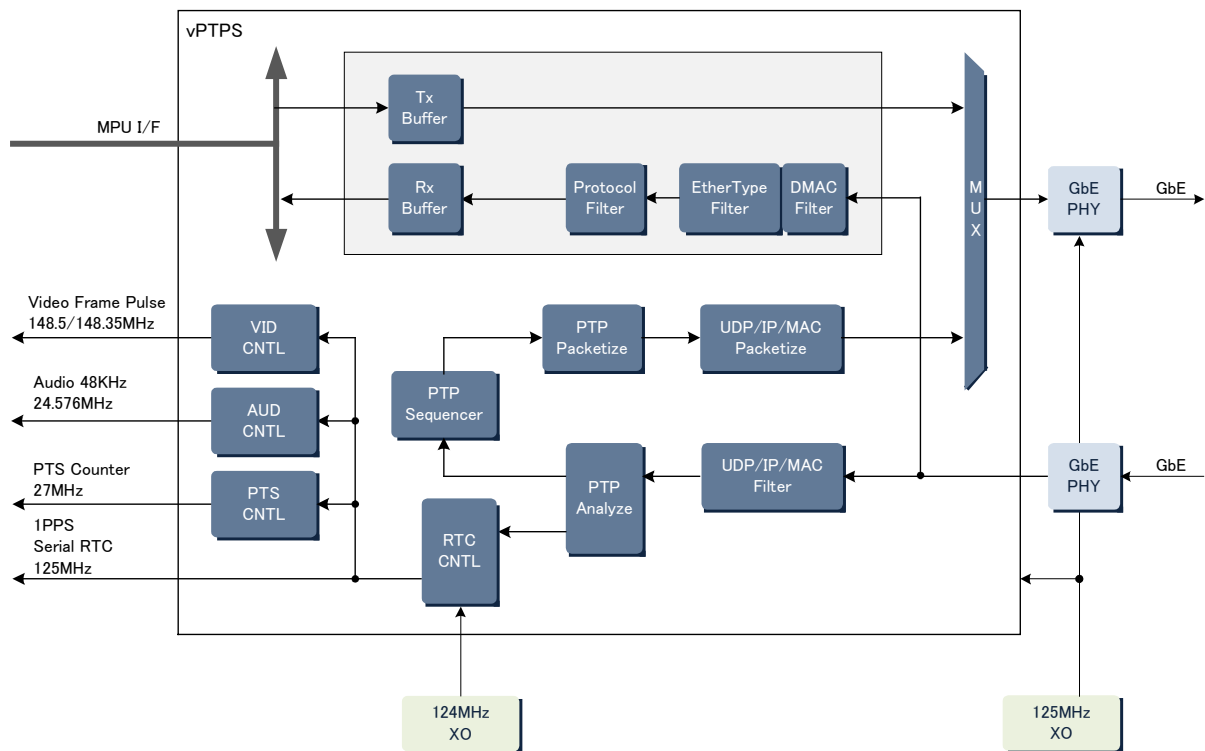 vPTPS
MPU I/F
Tx
Buffer
Rx
Buffer
Protocol
Filter
EtherType
Filter
DMAC
Filter
M
U
X
GbE
PHY
GbE
Video Frame Pulse
148.5/148.35MHz
VID
CNTL
PTP
Packetize
UDP/IP/MAC
Packetize
Audio 48KHz
24.576MHz
AUD
CNTL
PTP
Sequencer
PTS Counter
27MHz
PTS
CNTL
PTP
Analyze
UDP/IP/MAC
Filter
GbE
PHY
GbE
1PPS
Serial RTC
125MHz
RTC
CNTL
124MHz
XO
125MHz
XO